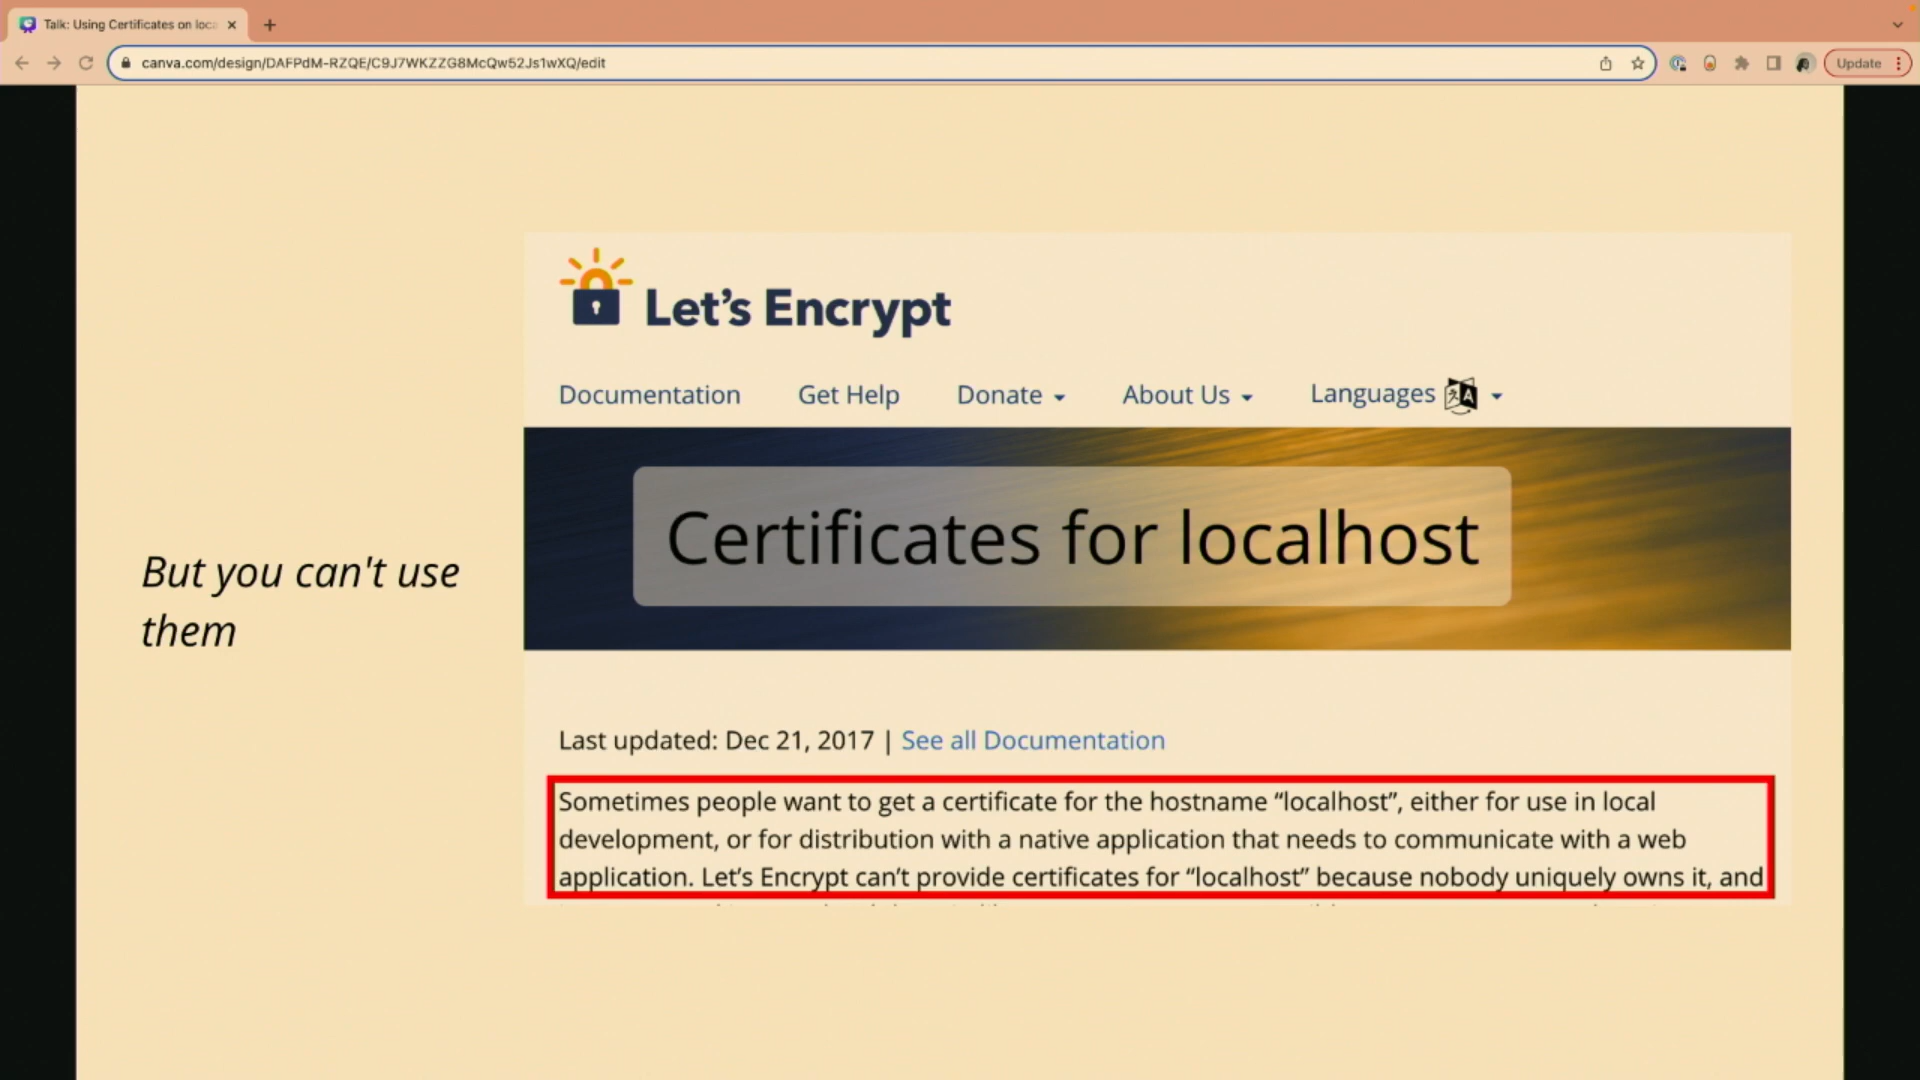 Talk: Using Certificates on loc
canva.com/design/DAFPdM-RZQE/C9J7WKZZG8McQw52Js1wXQ/edit
Update
Let's Encrypt
Documentation Get Help Donate About Us Languages 文A
Certificates for localhost
But you can't use
them
Last updated: Dec 21, 2017 | See all Documentation
Sometimes people want to get a certificate for the hostname “localhost”, either for use in local
development, or for distribution with a native application that needs to communicate with a web
application. Let’s Encrypt can’t provide certificates for “localhost” because nobody uniquely owns it, and